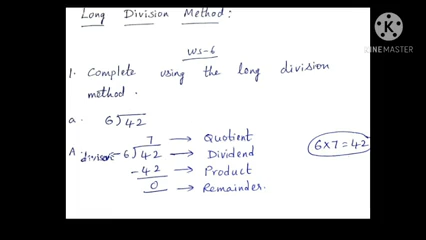 Long Division Method:
WS-6
1. Complete using the long division
method.
a. 6)42
7 → Quotient
A. divisor ← 6)42 → Dividend
6×7=42
-42 → Product
0 → Remainder.
KINEMASTER